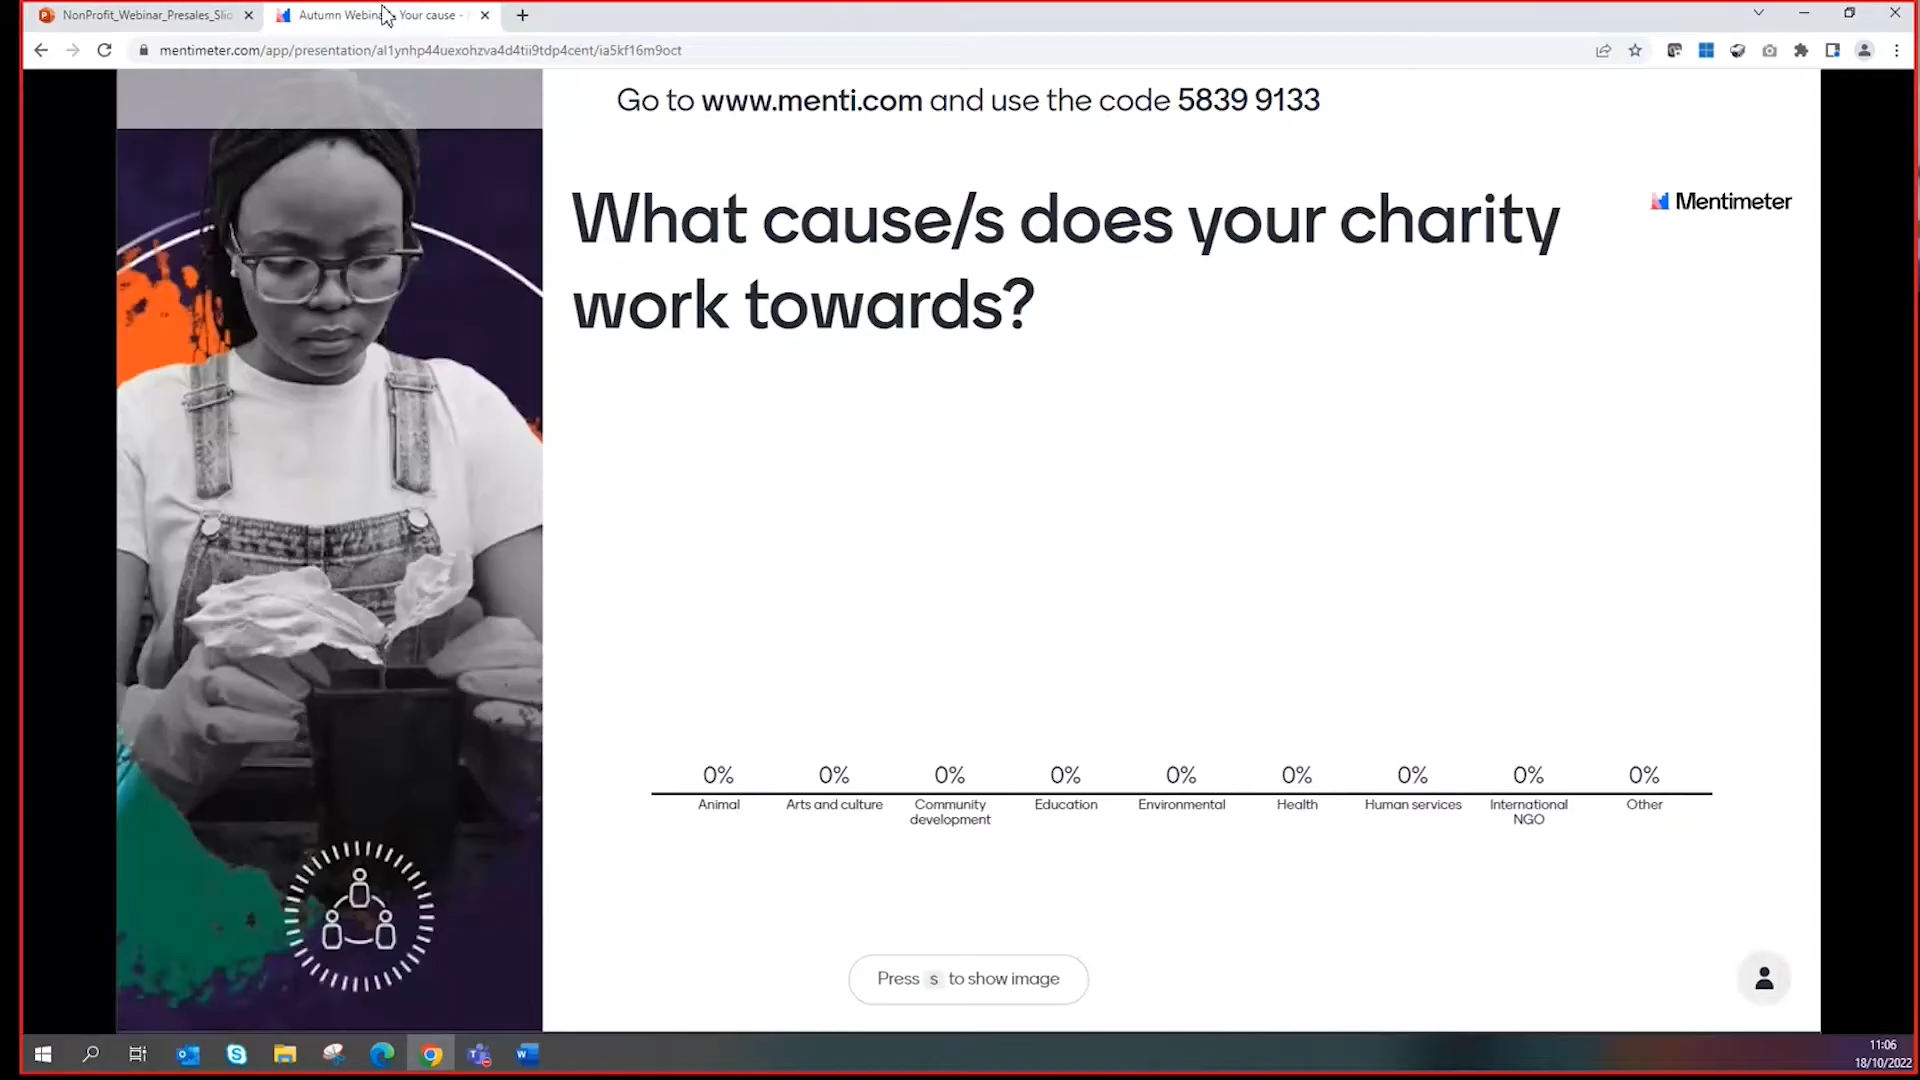 NonProfit_Webinar_Presales_Slid
Autumn Webina Your cause -
mentimeter.com/app/presentation/al1ynhp44uexohzva4d4tii9tdp4cent/ia5kf16m9oct
Go to www.menti.com and use the code 5839 9133
What cause/s does your charity
work towards?
Mentimeter
0% 0% 0% 0% 0% 0% 0% 0% 0%
Animal Arts and culture Community development Education Environmental Health Human services International NGO Other
Press s to show image
11:06
18/10/2022